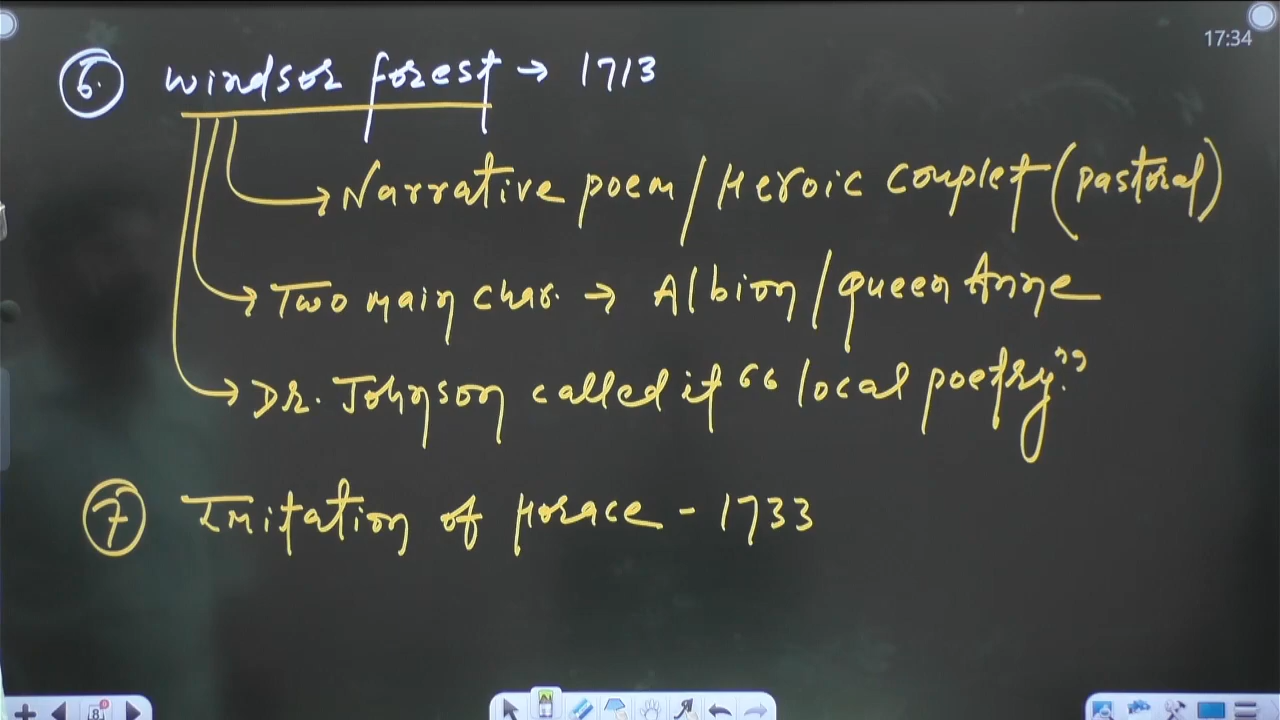 17:34
6. Windsor forest → 1713
→ Narrative poem / Heroic Couplet (pastoral)
→ Two main char. → Albion / Queen Anne
→ Dr. Johnson called it “local poetry.”
7 Imitation of Horace - 1733
8